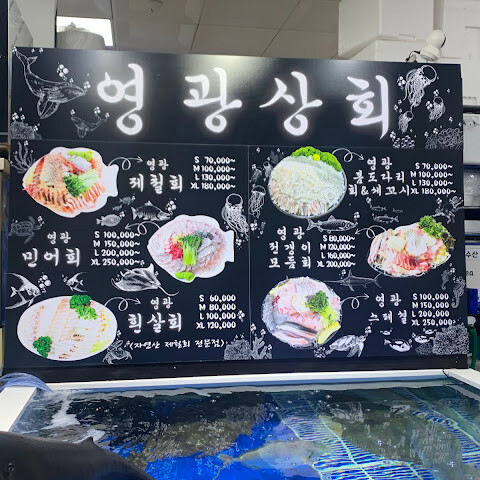 영광상회
영광
제철회
S 70,000~
M 100,000~
L 130,000~
XL 180,000~
영광
민어회
S 100,000~
M 150,000~
L 200,000~
XL 250,000~
영광
흰살회
S 60,000
M 80,000
L 100,000
XL 120,000
(자연산 제철회 전문점)
영광
봄도다리
회&세꼬시
S 70,000~
M 100,000~
L 130,000
XL 180,000~
영광
전갱이
모듬회
S 80,000~
M 120,000~
L 160,000
XL 200,000~
영광
스페셜
S 100,000
M 150,000
L 200,000~
XL 250,000~
수산